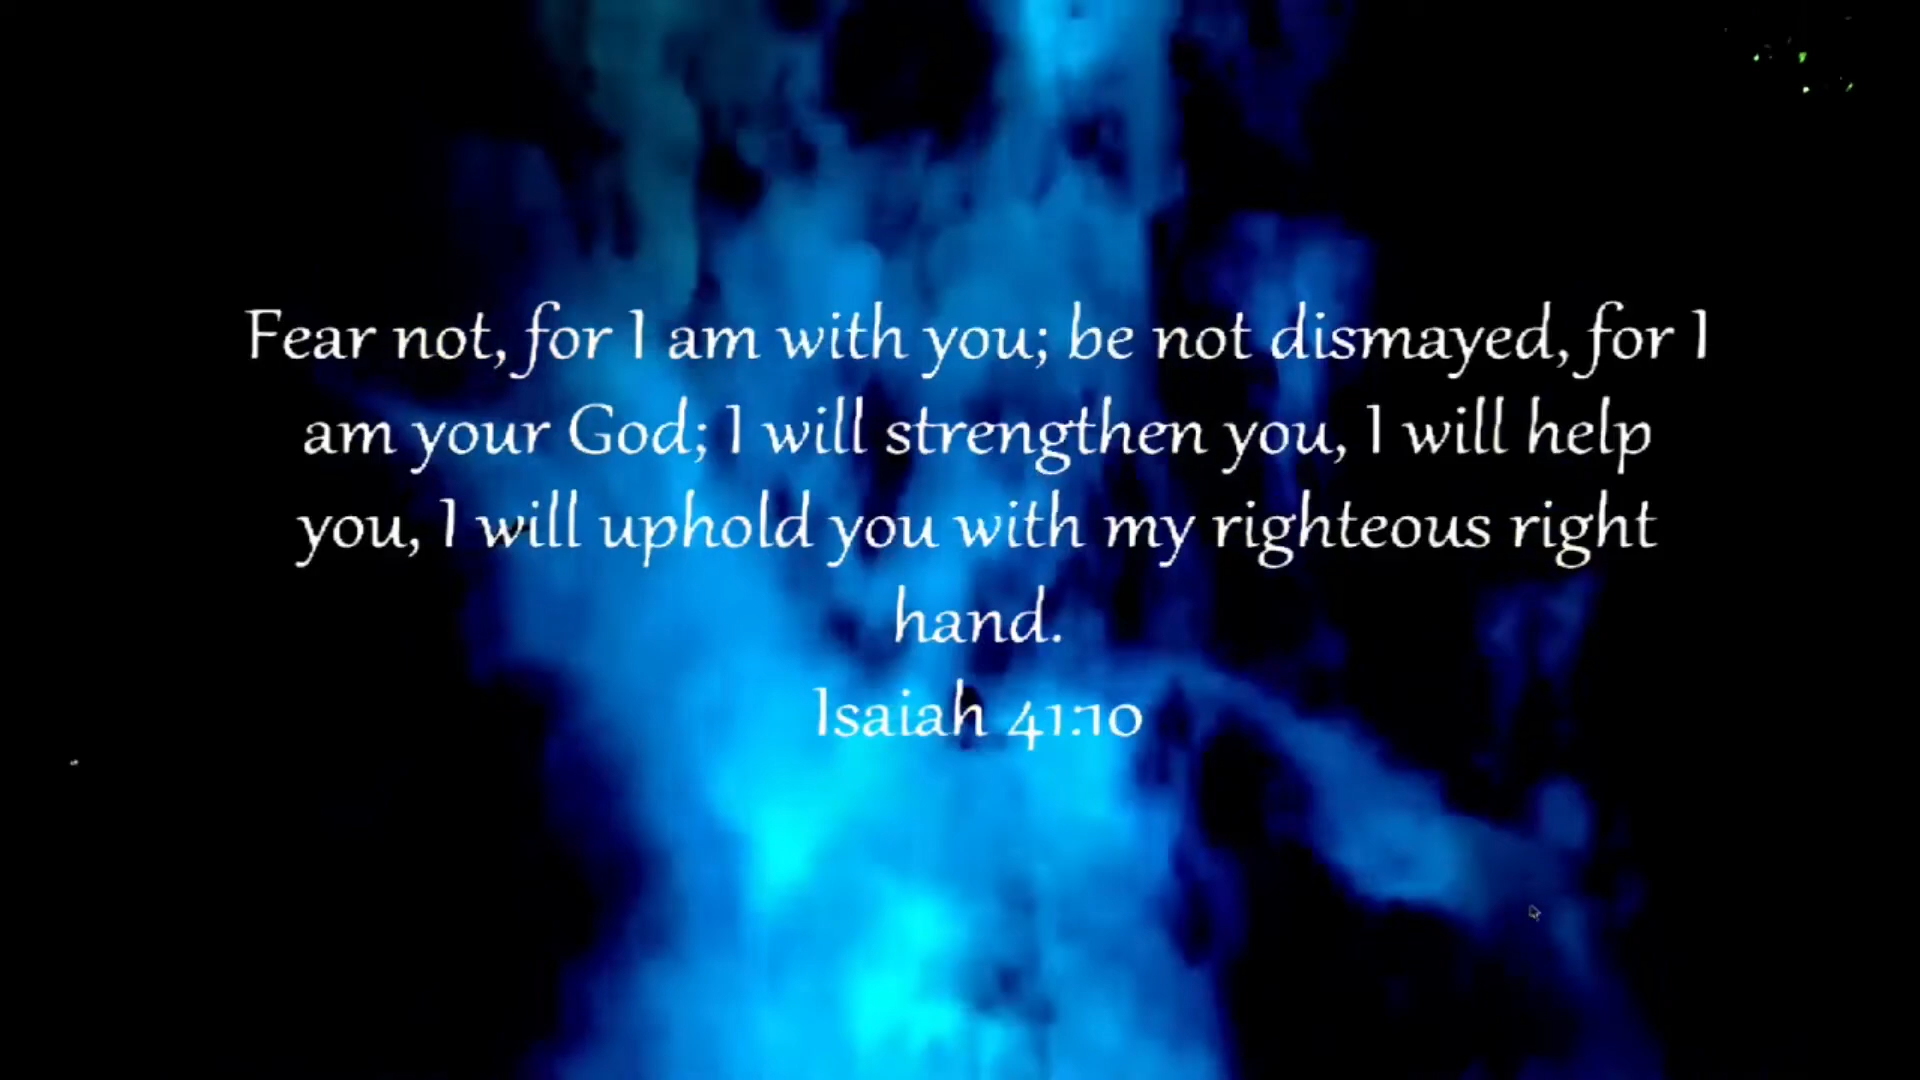 Fear not, for I am with you; be not dismayed, for I
am your God; I will strengthen you, I will help
you, I will uphold you with my righteous right
hand.
Isaiah 41:10